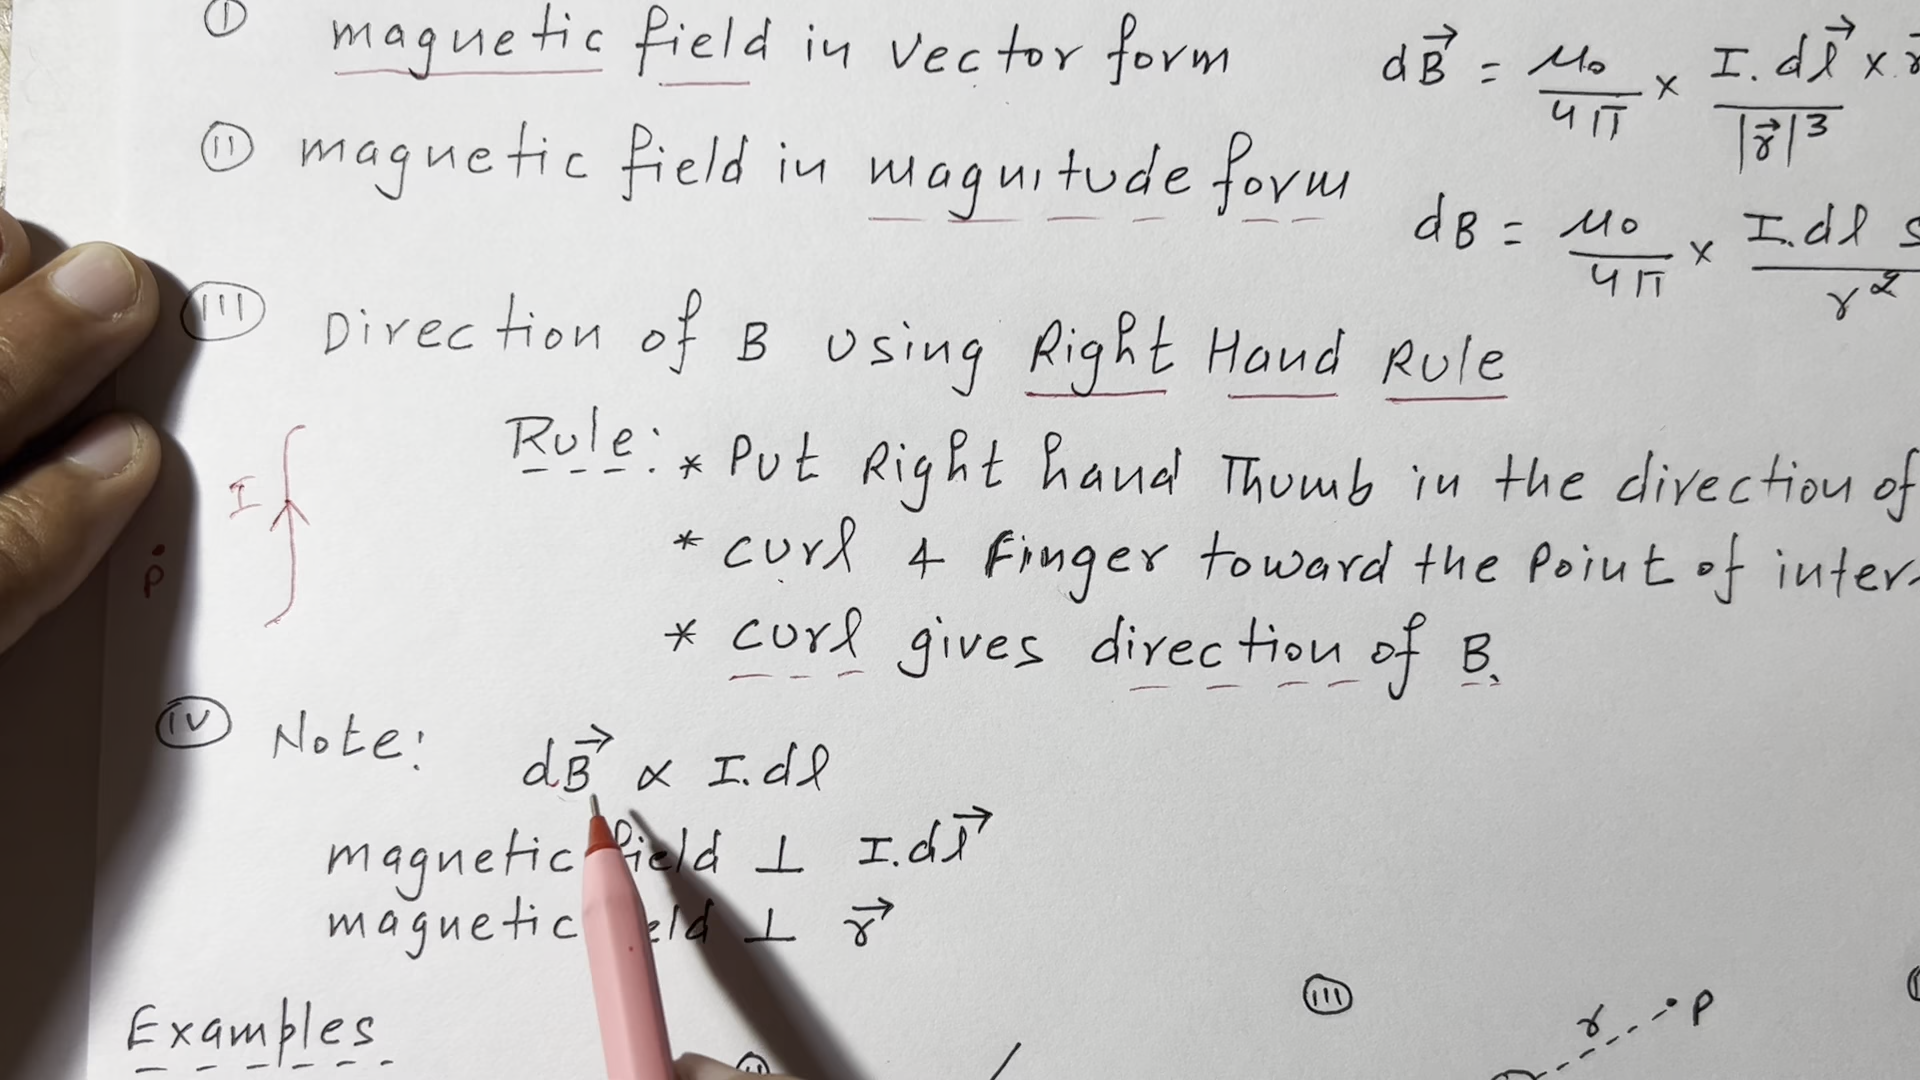 ① magnetic field in vector form
dB⃗ = μ₀/4π × I. dl⃗ ×
|r⃗|³
② magnetic field in magnitude form
dB = μ₀/4π × I.dl
r²
Ⅲ Direction of B using Right Hand Rule
Rule: * Put Right hand Thumb in the direction of
* curl 4 Finger toward the Point of
* curl gives direction of B.
I
P
Ⅳ Note: dB⃗ ∝ I.dl
magnetic field ⊥ I.dl⃗
magnetic ⊥ r⃗
Examples
Ⅲ
r P